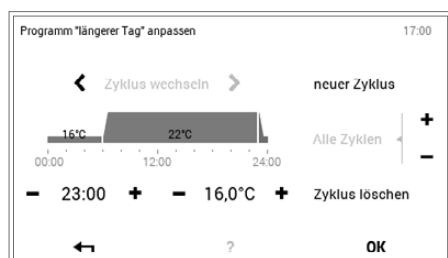 Programm "längerer Tag" anpassen 17:00
Zyklus wechseln neuer Zyklus
16°C 22°C
Alle Zyklen +
−
00:00 12:00 24:00
− 23:00 + − 16,0°C + Zyklus löschen
? OK